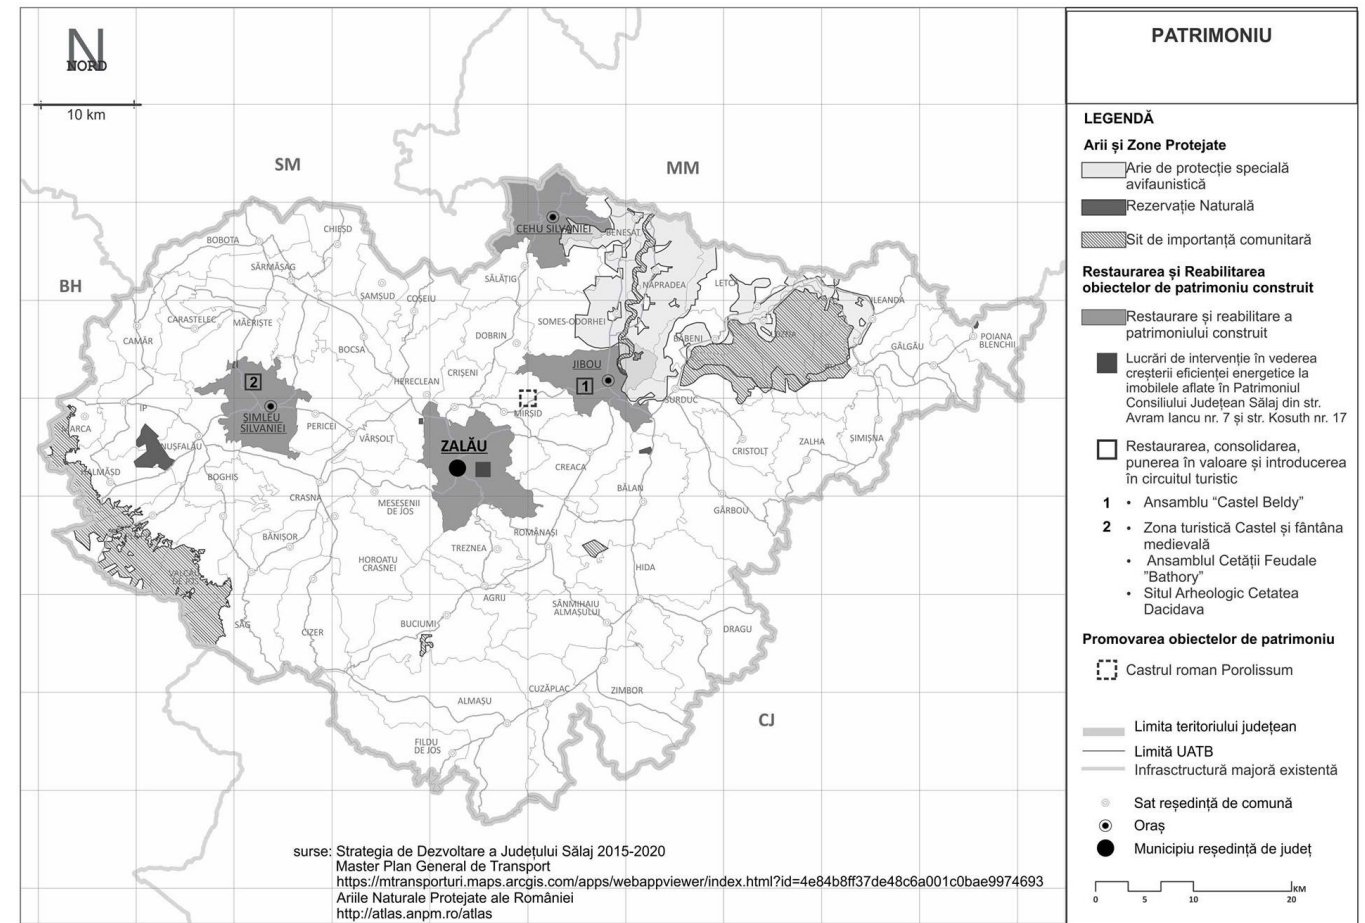 N
NORD
10 km
SM
MM
BH
CJ
CEHU SILVANIEI
BENESAT
CHIEȘD
BOBOTA
SĂRMĂȘAG
SĂLĂȚIG
NĂPRADEA
ȘAMȘUD
COȘEIU
ILEANDA
CARASTELEC
MĂERIȘTE
SOMEȘ-ODORHEI
CAMĂR
DOBRIN
BĂBENI
POIANA
BLENCHII
BOCȘA
GÂLGĂU
JIBOU
CRIȘENI
HERECLEAN
2
1
SURDUC
IP
MIRȘID
ȘIMLEU
SILVANIEI
PERICEI
MARCA
VÂRȘOLȚ
ZALĂU
NUȘFALĂU
ZALHA
ȘIMIȘNA
CRISTOLȚ
HALMĂȘD
BOGHIȘ
CREACA
BĂLAN
CRASNA
MESEȘENII
DE JOS
GÂRBOU
BĂNIȘOR
ROMÂNAȘI
TREZNEA
HOROATU
CRASNEI
VALCĂU
DE JOS
HIDA
AGRIJ
SÂNMIHAIU
ALMAȘULUI
SÂG
CIZER
BUCIUMI
DRAGU
CUZĂPLAC
ZIMBOR
ALMAȘU
FILDU
DE JOS
surse: Strategia de Dezvoltare a Județului Sălaj 2015-2020
Master Plan General de Transport
https://mtransporturi.maps.arcgis.com/apps/webappviewer/index.html?id=4e84b8ff37de48c6a001c0bae9974693
Ariile Naturale Protejate ale României
http://atlas.anpm.ro/atlas
PATRIMONIU
LEGENDĂ
Arii și Zone Protejate
Arie de protecție specială
avifaunistică
Rezervație Naturală
Sit de importanță comunitară
Restaurarea și Reabilitarea
obiectelor de patrimoniu construit
Restaurare și reabilitare a
patrimoniului construit
Lucrări de intervenție în vederea
creșterii eficienței energetice la
imobilele aflate în Patrimoniul
Consiliului Județean Sălaj din str.
Avram Iancu nr. 7 și str. Kosuth nr. 17
Restaurarea, consolidarea,
punerea în valoare și introducerea
în circuitul turistic
1 • Ansamblu “Castel Beldy”
2 • Zona turistică Castel și fântâna
medievală
• Ansamblul Cetății Feudale
”Bathory”
• Situl Arheologic Cetatea
Dacidava
Promovarea obiectelor de patrimoniu
Castrul roman Porolissum
Limita teritoriului județean
Limită UATB
Infrasctructură majoră existentă
Sat reședință de comună
Oraș
Municipiu reședință de județ
KM
0 5 10 20